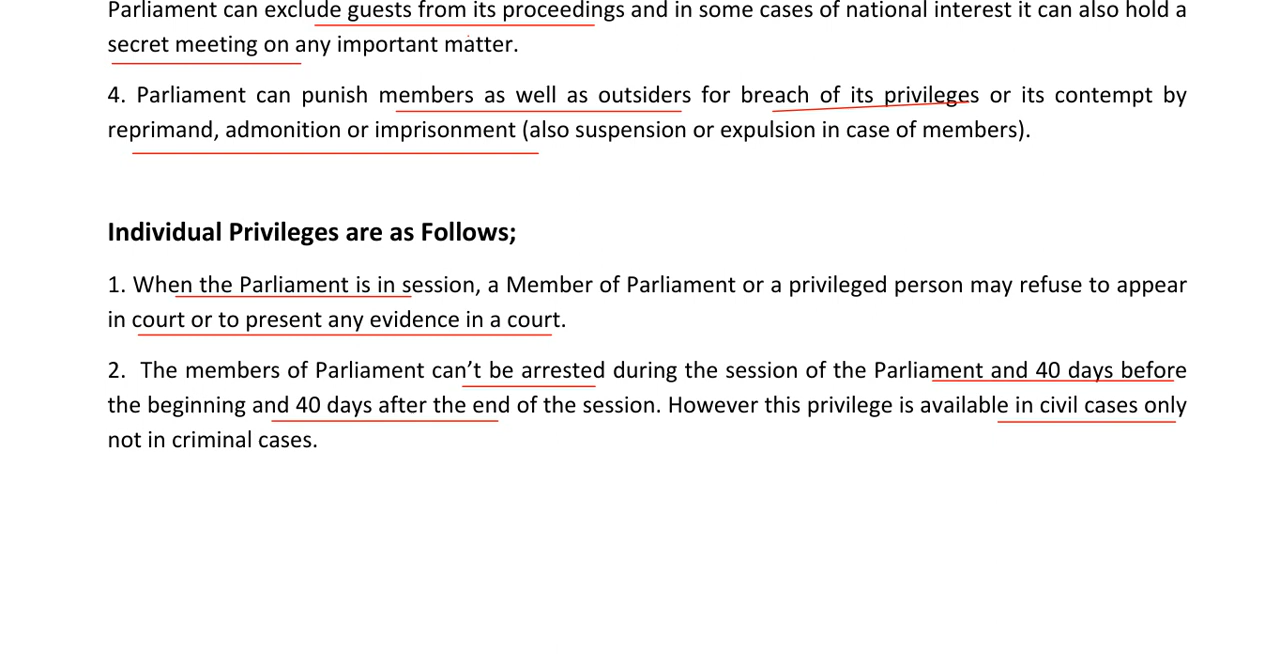 Parliament can exclude guests from its proceedings and in some cases of national interest it can also hold a
secret meeting on any important matter.
4. Parliament can punish members as well as outsiders for breach of its privileges or its contempt by
reprimand, admonition or imprisonment (also suspension or expulsion in case of members).
Individual Privileges are as Follows;
1. When the Parliament is in session, a Member of Parliament or a privileged person may refuse to appear
in court or to present any evidence in a court.
2. The members of Parliament can’t be arrested during the session of the Parliament and 40 days before
the beginning and 40 days after the end of the session. However this privilege is available in civil cases only
not in criminal cases.